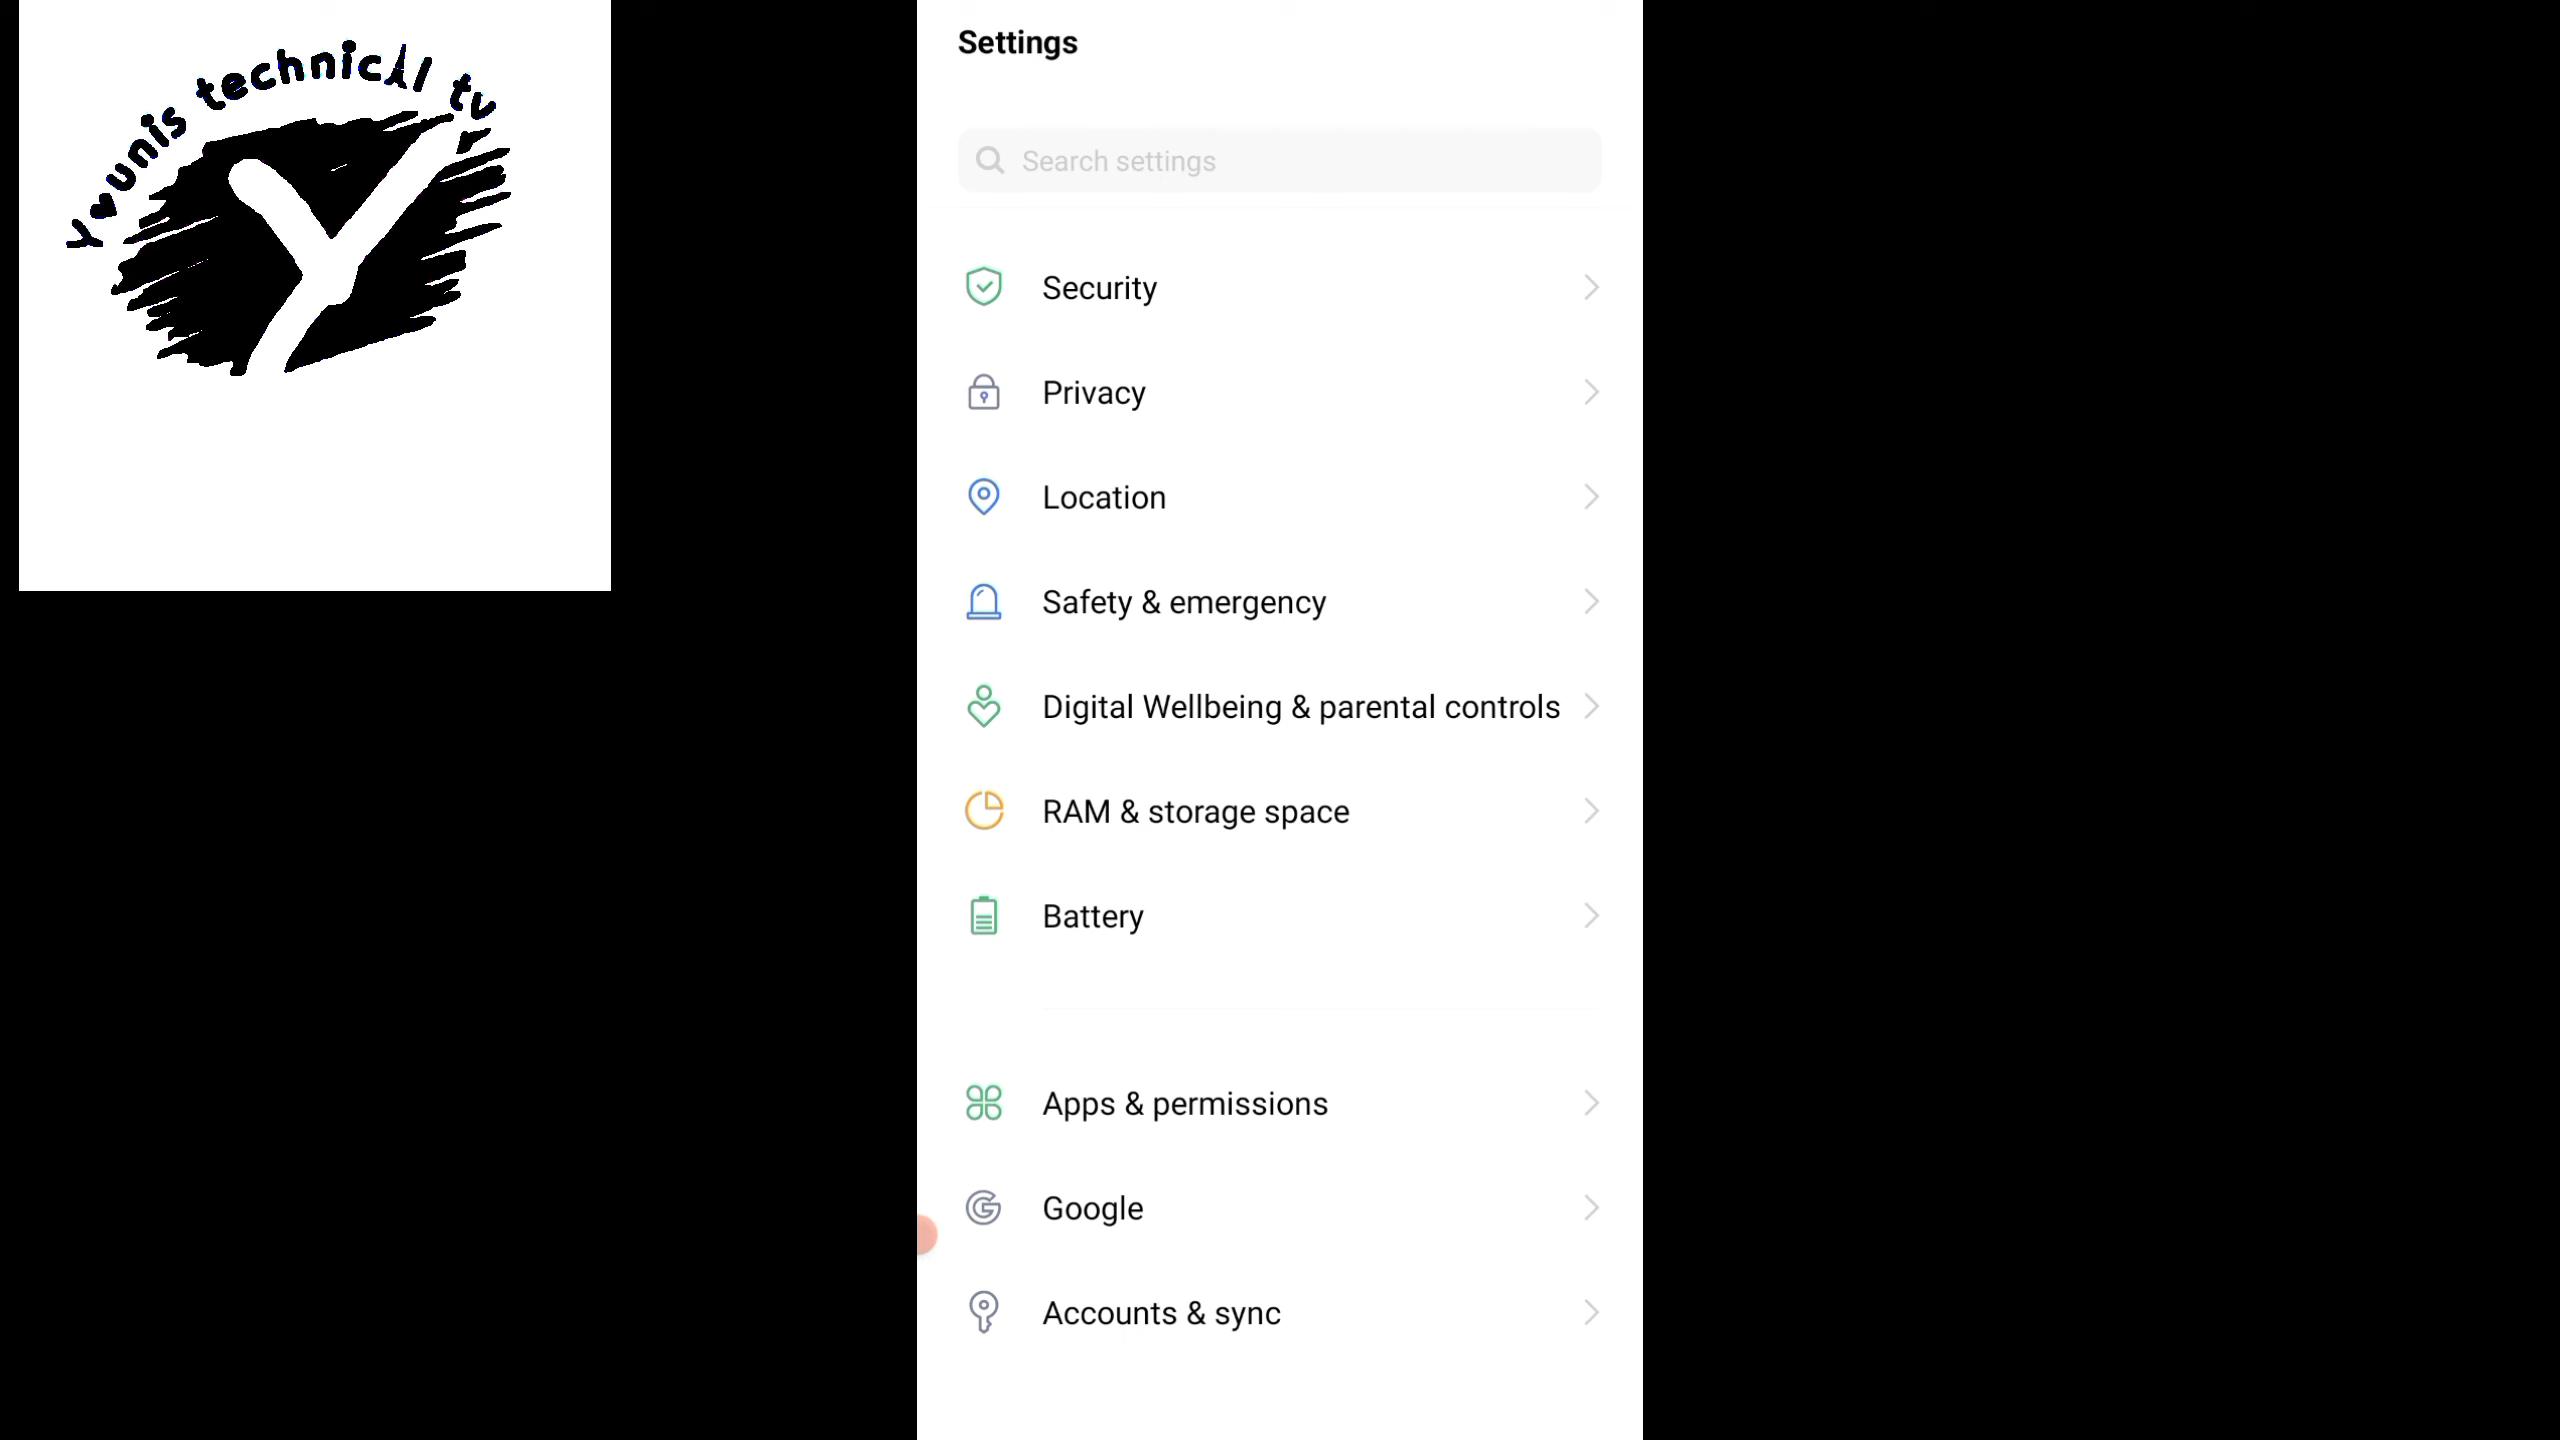 Younis technical tv
Settings
Search settings
Security
Privacy
Location
Safety & emergency
Digital Wellbeing & parental controls
RAM & storage space
Battery
Apps & permissions
Google
Accounts & sync